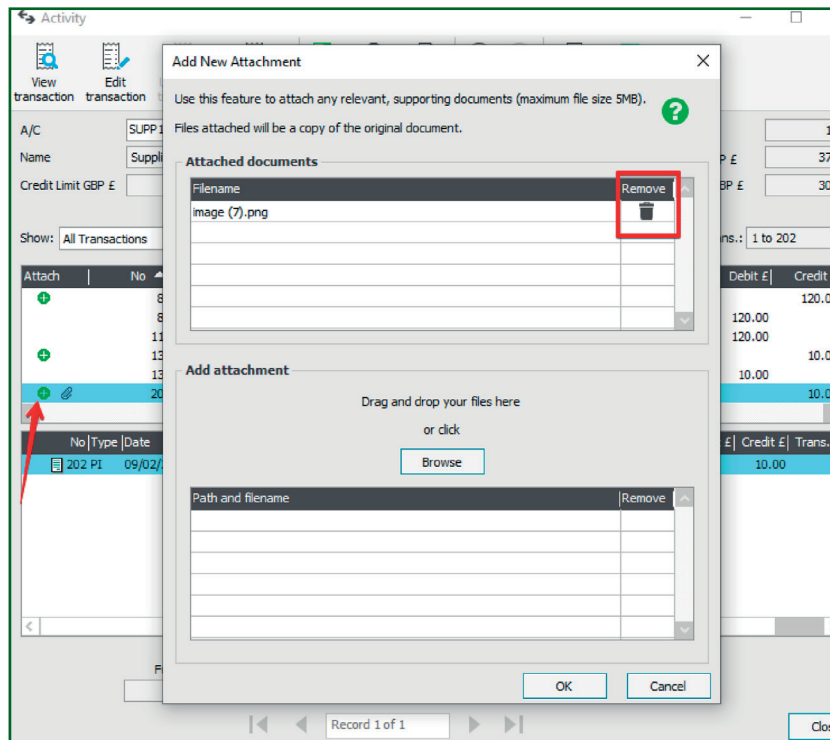 Activity
View transaction
Edit transaction
Add New Attachment
Use this feature to attach any relevant, supporting documents (maximum file size 5MB).
Files attached will be a copy of the original document.
A/C SUPP1
Name Suppli
Credit Limit GBP £
P £ 37
BP £ 30
Attached documents
Filename Remove
image (7).png
Show: All Transactions
ns.: 1 to 202
Attach No Debit £ Credit
8 120.0
8 120.00
11 120.00
13 10.0
13 10.00
20 10.0
Add attachment
Drag and drop your files here
or click
Browse
No Type Date £ Credit £ Trans.
202 PI 09/02/ 10.00
Path and filename Remove
OK Cancel
Record 1 of 1
Clos